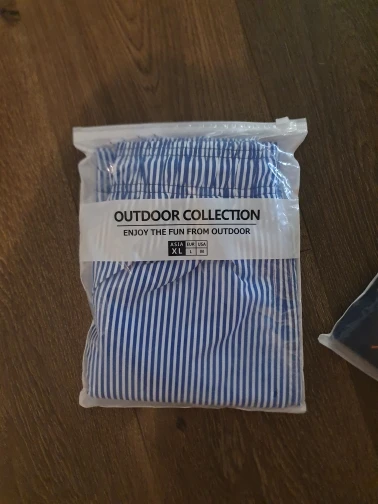 OUTDOOR COLLECTION
ENJOY THE FUN FROM OUTDOOR
ASIA EUR USA
XL L M